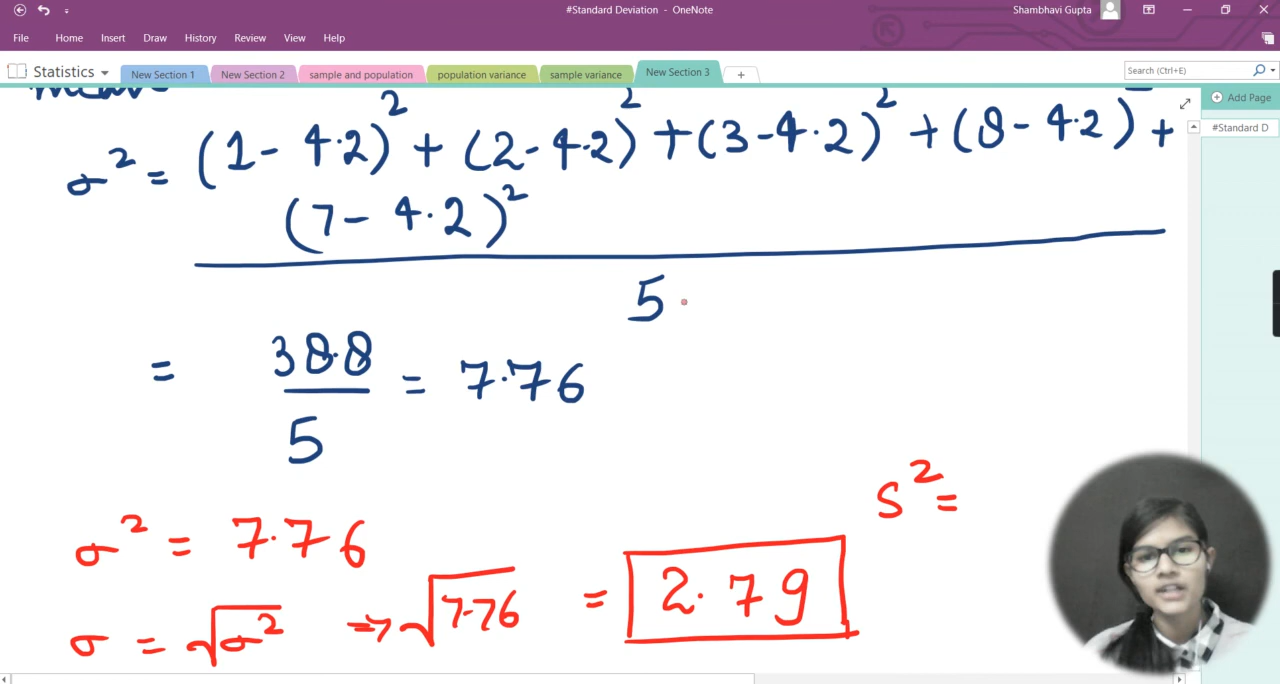 #Standard Deviation - OneNote
Shambhavi Gupta
File Home Insert Draw History Review View Help
Statistics
New Section 1
New Section 2
sample and population
population variance
sample variance
New Section 3
+
Search (Ctrl+E)
Add Page
#Standard D
σ² = (1 - 4.2)² + (2 - 4.2)² + (3 - 4.2)² + (8 - 4.2)² +
(7 - 4.2)²
5
= 38.8
5
= 7.76
S² =
σ² = 7.76
σ = √σ² → √7.76 = 2.79